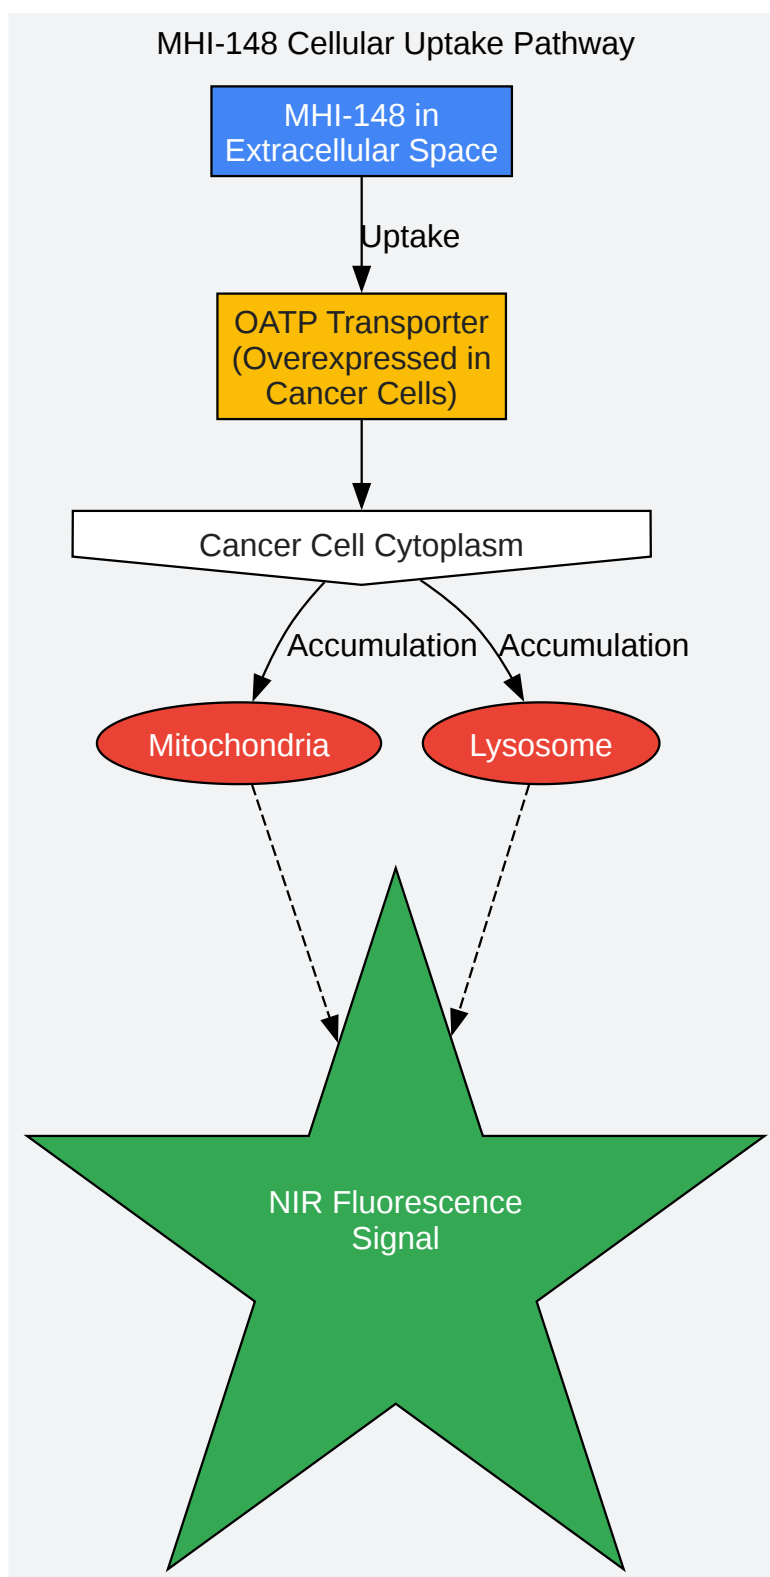 MHI-148 Cellular Uptake Pathway
MHI-148 in
Extracellular Space
Uptake
OATP Transporter
(Overexpressed in
Cancer Cells)
Cancer Cell Cytoplasm
Accumulation
Accumulation
Mitochondria
Lysosome
NIR Fluorescence
Signal